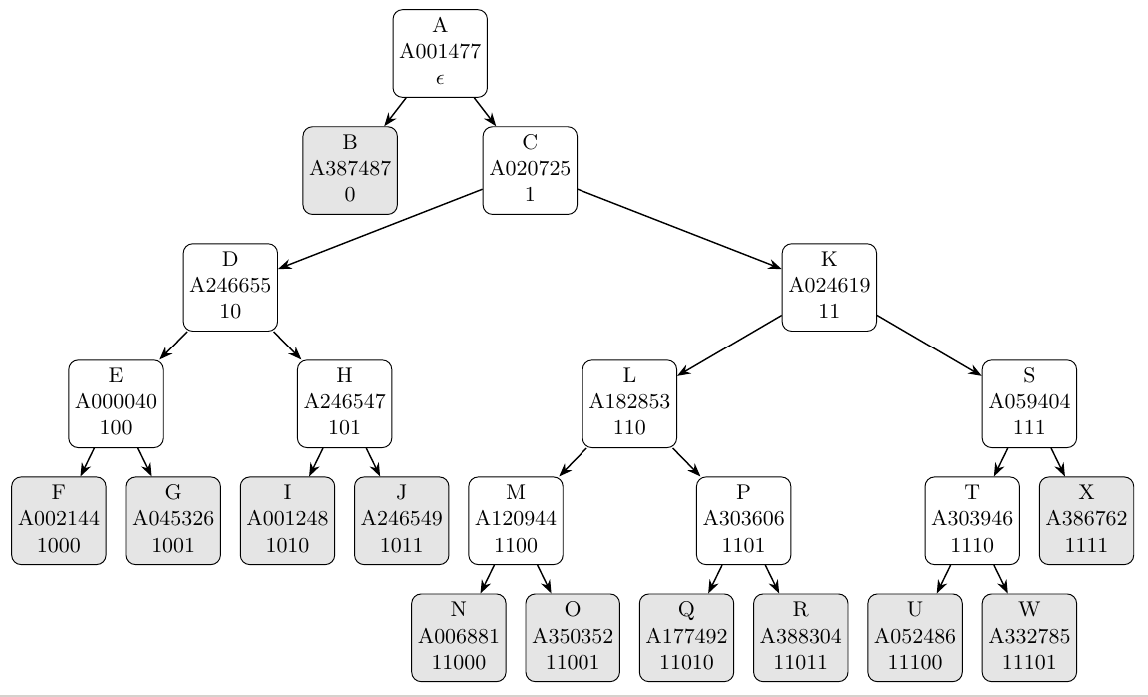 A
A001477
ϵ
B
A387487
0
C
A020725
1
D
A246655
10
K
A024619
11
E
A000040
100
H
A246547
101
L
A182853
110
S
A059404
111
F
A002144
1000
G
A045326
1001
I
A001248
1010
J
A246549
1011
M
A120944
1100
P
A303606
1101
T
A303946
1110
X
A386762
1111
N
A006881
11000
O
A350352
11001
Q
A177492
11010
R
A388304
11011
U
A052486
11100
W
A332785
11101